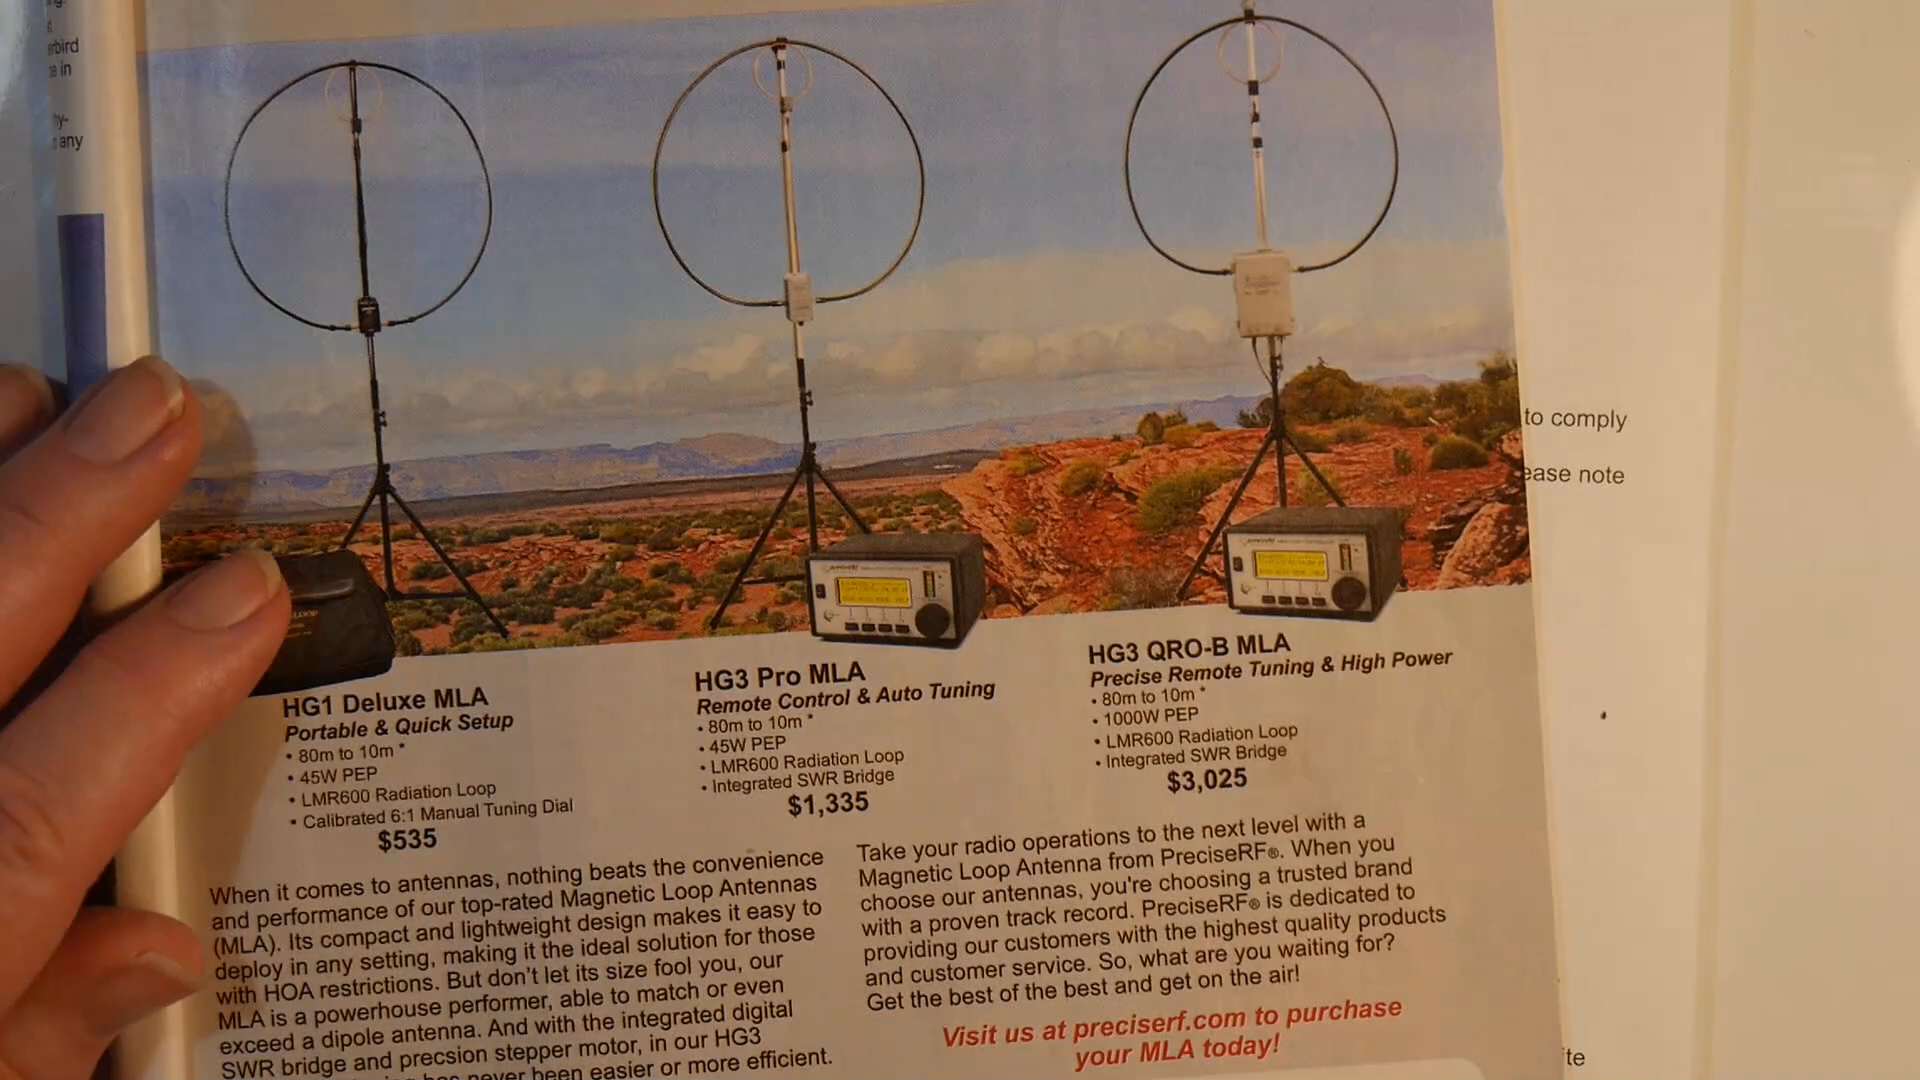 erbird
e in
any
to comply
ease note
HG1 Deluxe MLA
Portable & Quick Setup
• 80m to 10m *
• 45W PEP
• LMR600 Radiation Loop
• Calibrated 6:1 Manual Tuning Dial
$535
HG3 Pro MLA
Remote Control & Auto Tuning
• 80m to 10m *
• 45W PEP
• LMR600 Radiation Loop
• Integrated SWR Bridge
$1,335
HG3 QRO-B MLA
Precise Remote Tuning & High Power
• 80m to 10m *
• 1000W PEP
• LMR600 Radiation Loop
• Integrated SWR Bridge
$3,025
When it comes to antennas, nothing beats the convenience
and performance of our top-rated Magnetic Loop Antennas
(MLA). Its compact and lightweight design makes it easy to
deploy in any setting, making it the ideal solution for those
with HOA restrictions. But don't let its size fool you, our
MLA is a powerhouse performer, able to match or even
exceed a dipole antenna. And with the integrated digital
SWR bridge and precsion stepper motor, in our HG3
never been easier or more efficient.
Take your radio operations to the next level with a
Magnetic Loop Antenna from PreciseRF®. When you
choose our antennas, you're choosing a trusted brand
with a proven track record. PreciseRF® is dedicated to
providing our customers with the highest quality products
and customer service. So, what are you waiting for?
Get the best of the best and get on the air!
Visit us at preciserf.com to purchase
your MLA today!